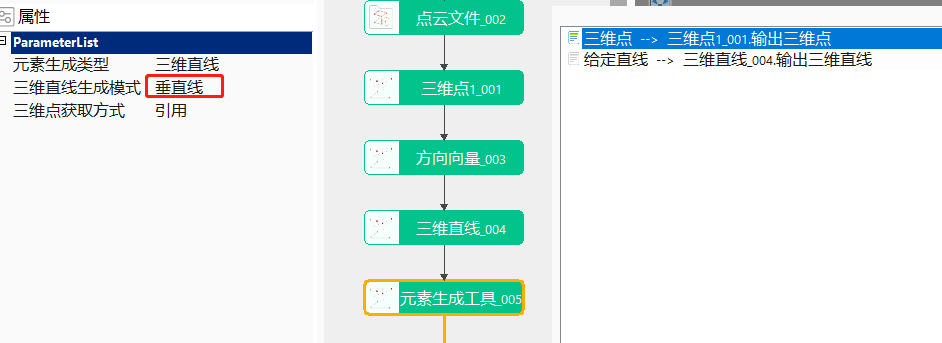 属性
ParameterList
元素生成类型 三维直线
三维直线生成模式 垂直线
三维点获取方式 引用
点云文件_002
三维点1_001
方向向量_003
三维直线_004
元素生成工具_005
三维点 --> 三维点1_001.输出三维点
给定直线 --> 三维直线_004.输出三维直线